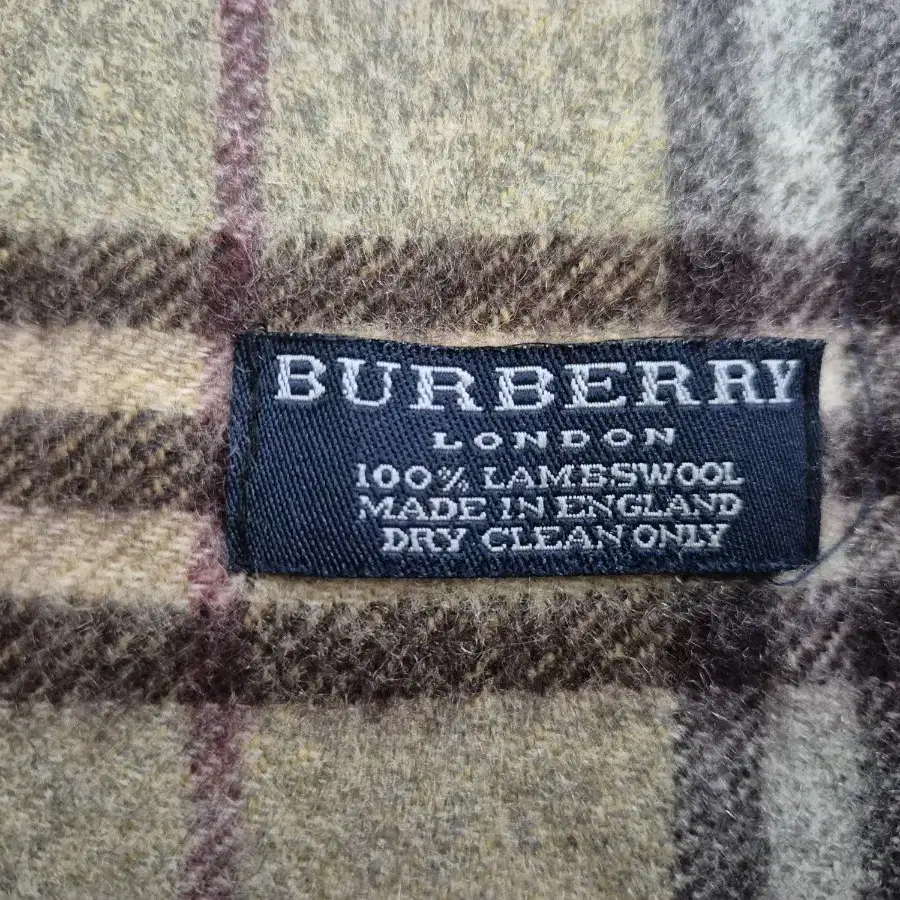 BURBERRY
LONDON
100% LAMBSWOOL
MADE IN ENGLAND
DRY CLEAN ONLY